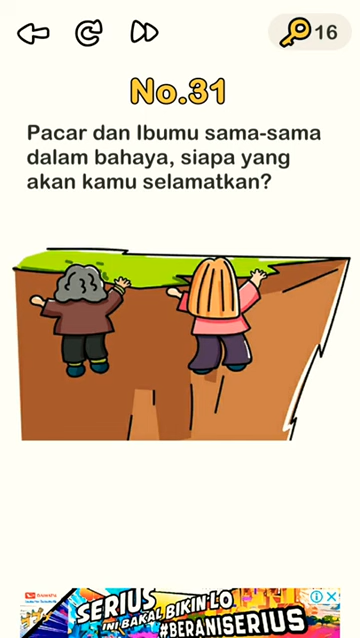 16
No.31
Pacar dan Ibumu sama-sama
dalam bahaya, siapa yang
akan kamu selamatkan?
SERIUS
INI BAKAL BIKIN LO
#BERANISERIUS